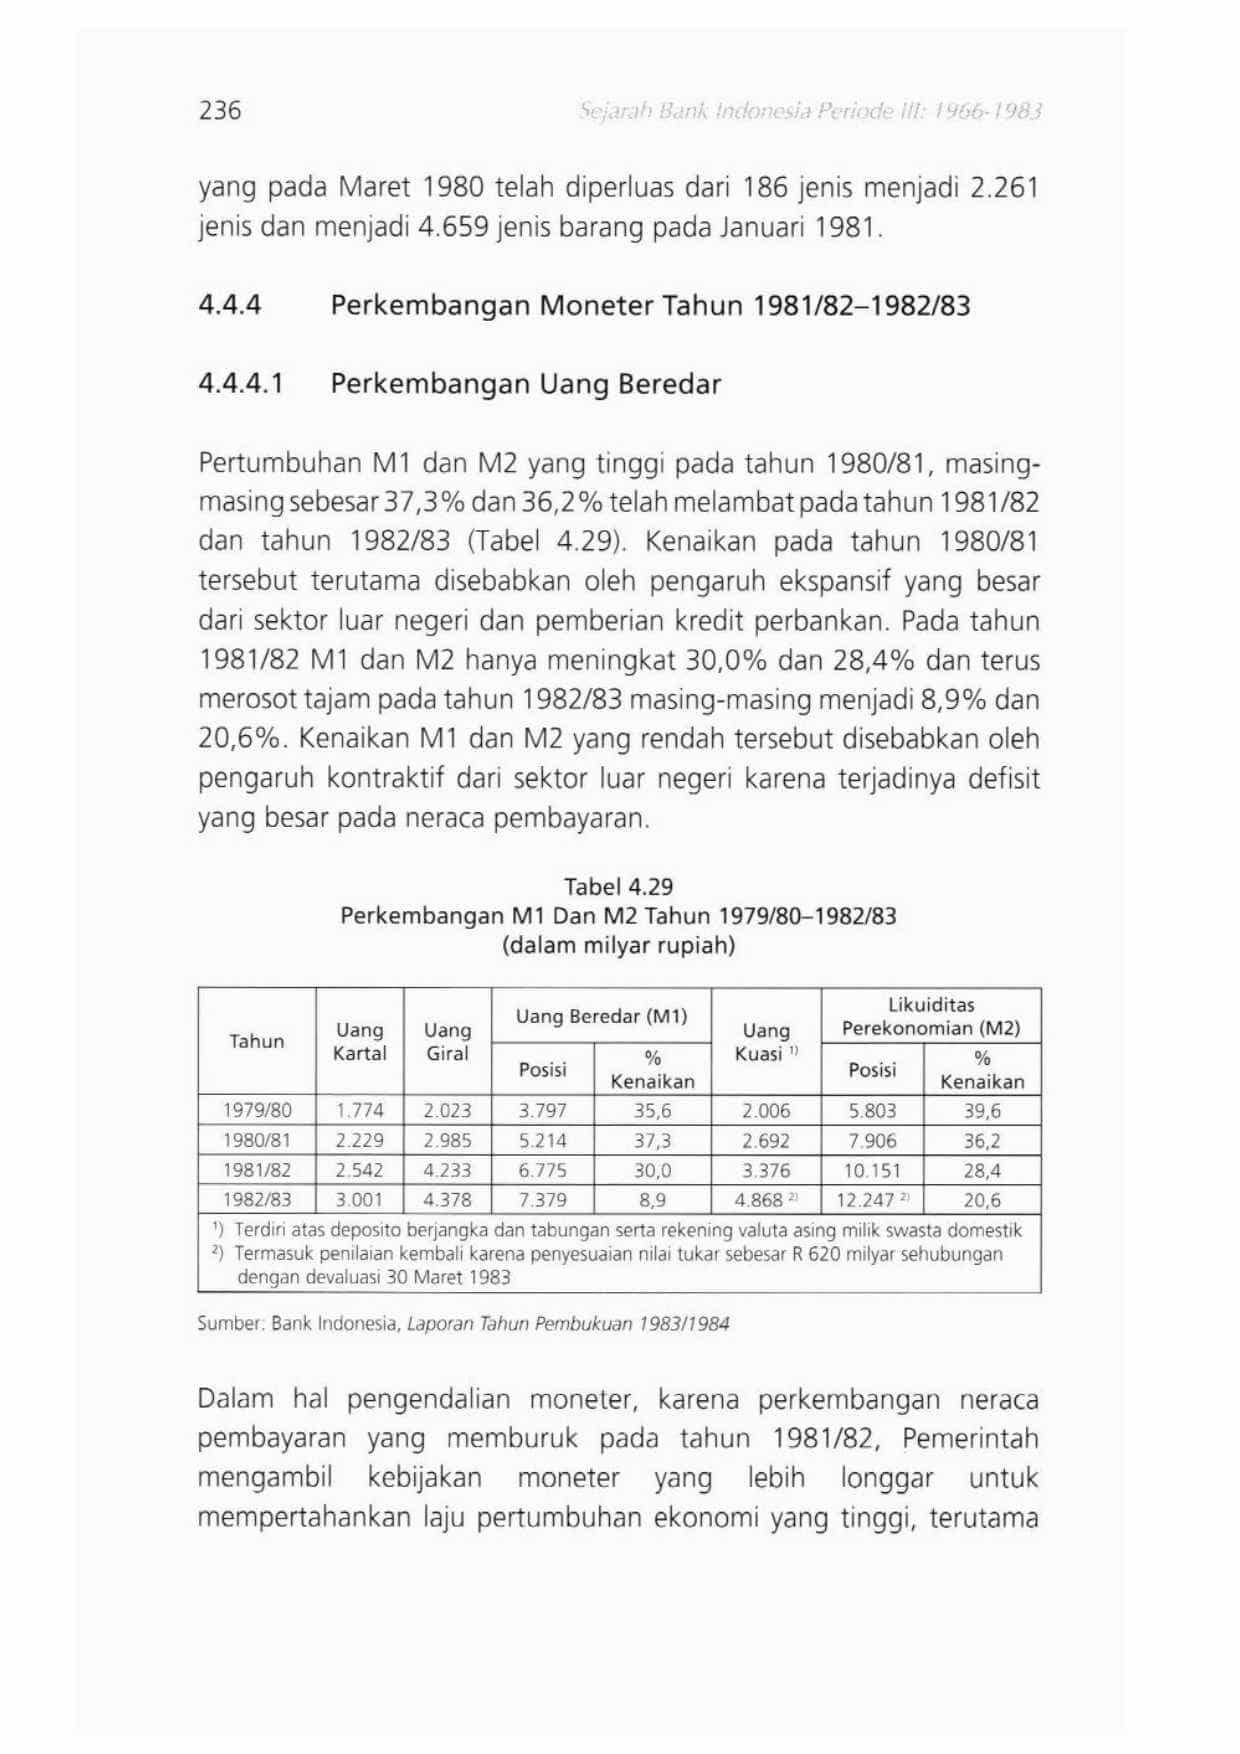 236
Sejarah Bank Indonesia Periode III: 1966-1983
yang pada Maret 1980 telah diperluas dari 186 jenis menjadi 2.261
jenis dan menjadi 4.659 jenis barang pada Januari 1981.
4.4.4 Perkembangan Moneter Tahun 1981/82–1982/83
4.4.4.1 Perkembangan Uang Beredar
Pertumbuhan M1 dan M2 yang tinggi pada tahun 1980/81, masing-
masing sebesar 37,3% dan 36,2% telah melambat pada tahun 1981/82
dan tahun 1982/83 (Tabel 4.29). Kenaikan pada tahun 1980/81
tersebut terutama disebabkan oleh pengaruh ekspansif yang besar
dari sektor luar negeri dan pemberian kredit perbankan. Pada tahun
1981/82 M1 dan M2 hanya meningkat 30,0% dan 28,4% dan terus
merosot tajam pada tahun 1982/83 masing-masing menjadi 8,9% dan
20,6%. Kenaikan M1 dan M2 yang rendah tersebut disebabkan oleh
pengaruh kontraktif dari sektor luar negeri karena terjadinya defisit
yang besar pada neraca pembayaran.
Tabel 4.29
Perkembangan M1 Dan M2 Tahun 1979/80–1982/83
(dalam milyar rupiah)
Tahun
Uang
Kartal
Uang
Giral
Uang Beredar (M1)
Posisi
%
Kenaikan
Uang
Kuasi 1)
Likuiditas
Perekonomian (M2)
Posisi
%
Kenaikan
1979/80 1.774 2.023 3.797 35,6 2.006 5.803 39,6
1980/81 2.229 2.985 5.214 37,3 2.692 7.906 36,2
1981/82 2.542 4.233 6.775 30,0 3.376 10.151 28,4
1982/83 3.001 4.378 7.379 8,9 4.868 2) 12.247 2) 20,6
1) Terdiri atas deposito berjangka dan tabungan serta rekening valuta asing milik swasta domestik
2) Termasuk penilaian kembali karena penyesuaian nilai tukar sebesar R 620 milyar sehubungan
dengan devaluasi 30 Maret 1983
Sumber: Bank Indonesia, Laporan Tahun Pembukuan 1983/1984
Dalam hal pengendalian moneter, karena perkembangan neraca
pembayaran yang memburuk pada tahun 1981/82, Pemerintah
mengambil kebijakan moneter yang lebih longgar untuk
mempertahankan laju pertumbuhan ekonomi yang tinggi, terutama